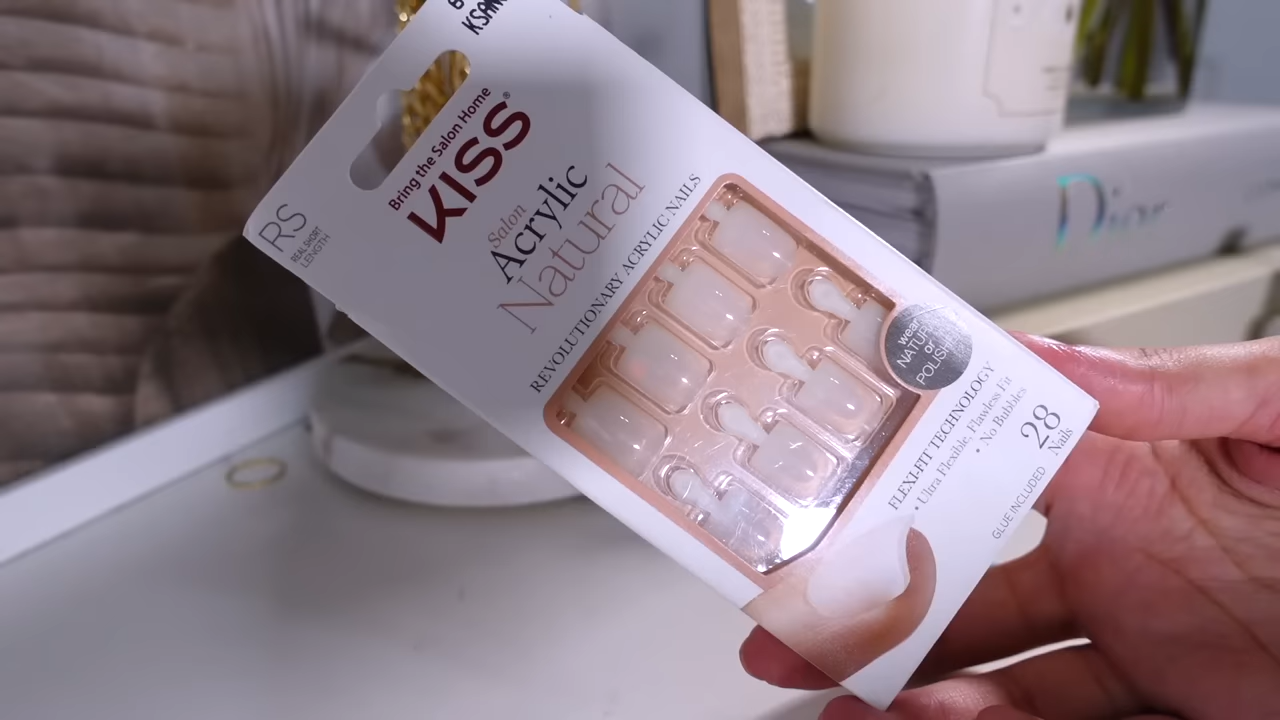 Bring the Salon Home
KISS®
Salon
Acrylic
Natural
REVOLUTIONARY ACRYLIC NAILS
RS
REAL SHORT
LENGTH
wear
NATURAL
or
POLISH
FLEXI-FIT TECHNOLOGY
• Ultra Flexible, Flawless Fit
• No Bubbles
28
Nails
GLUE INCLUDED
Dior